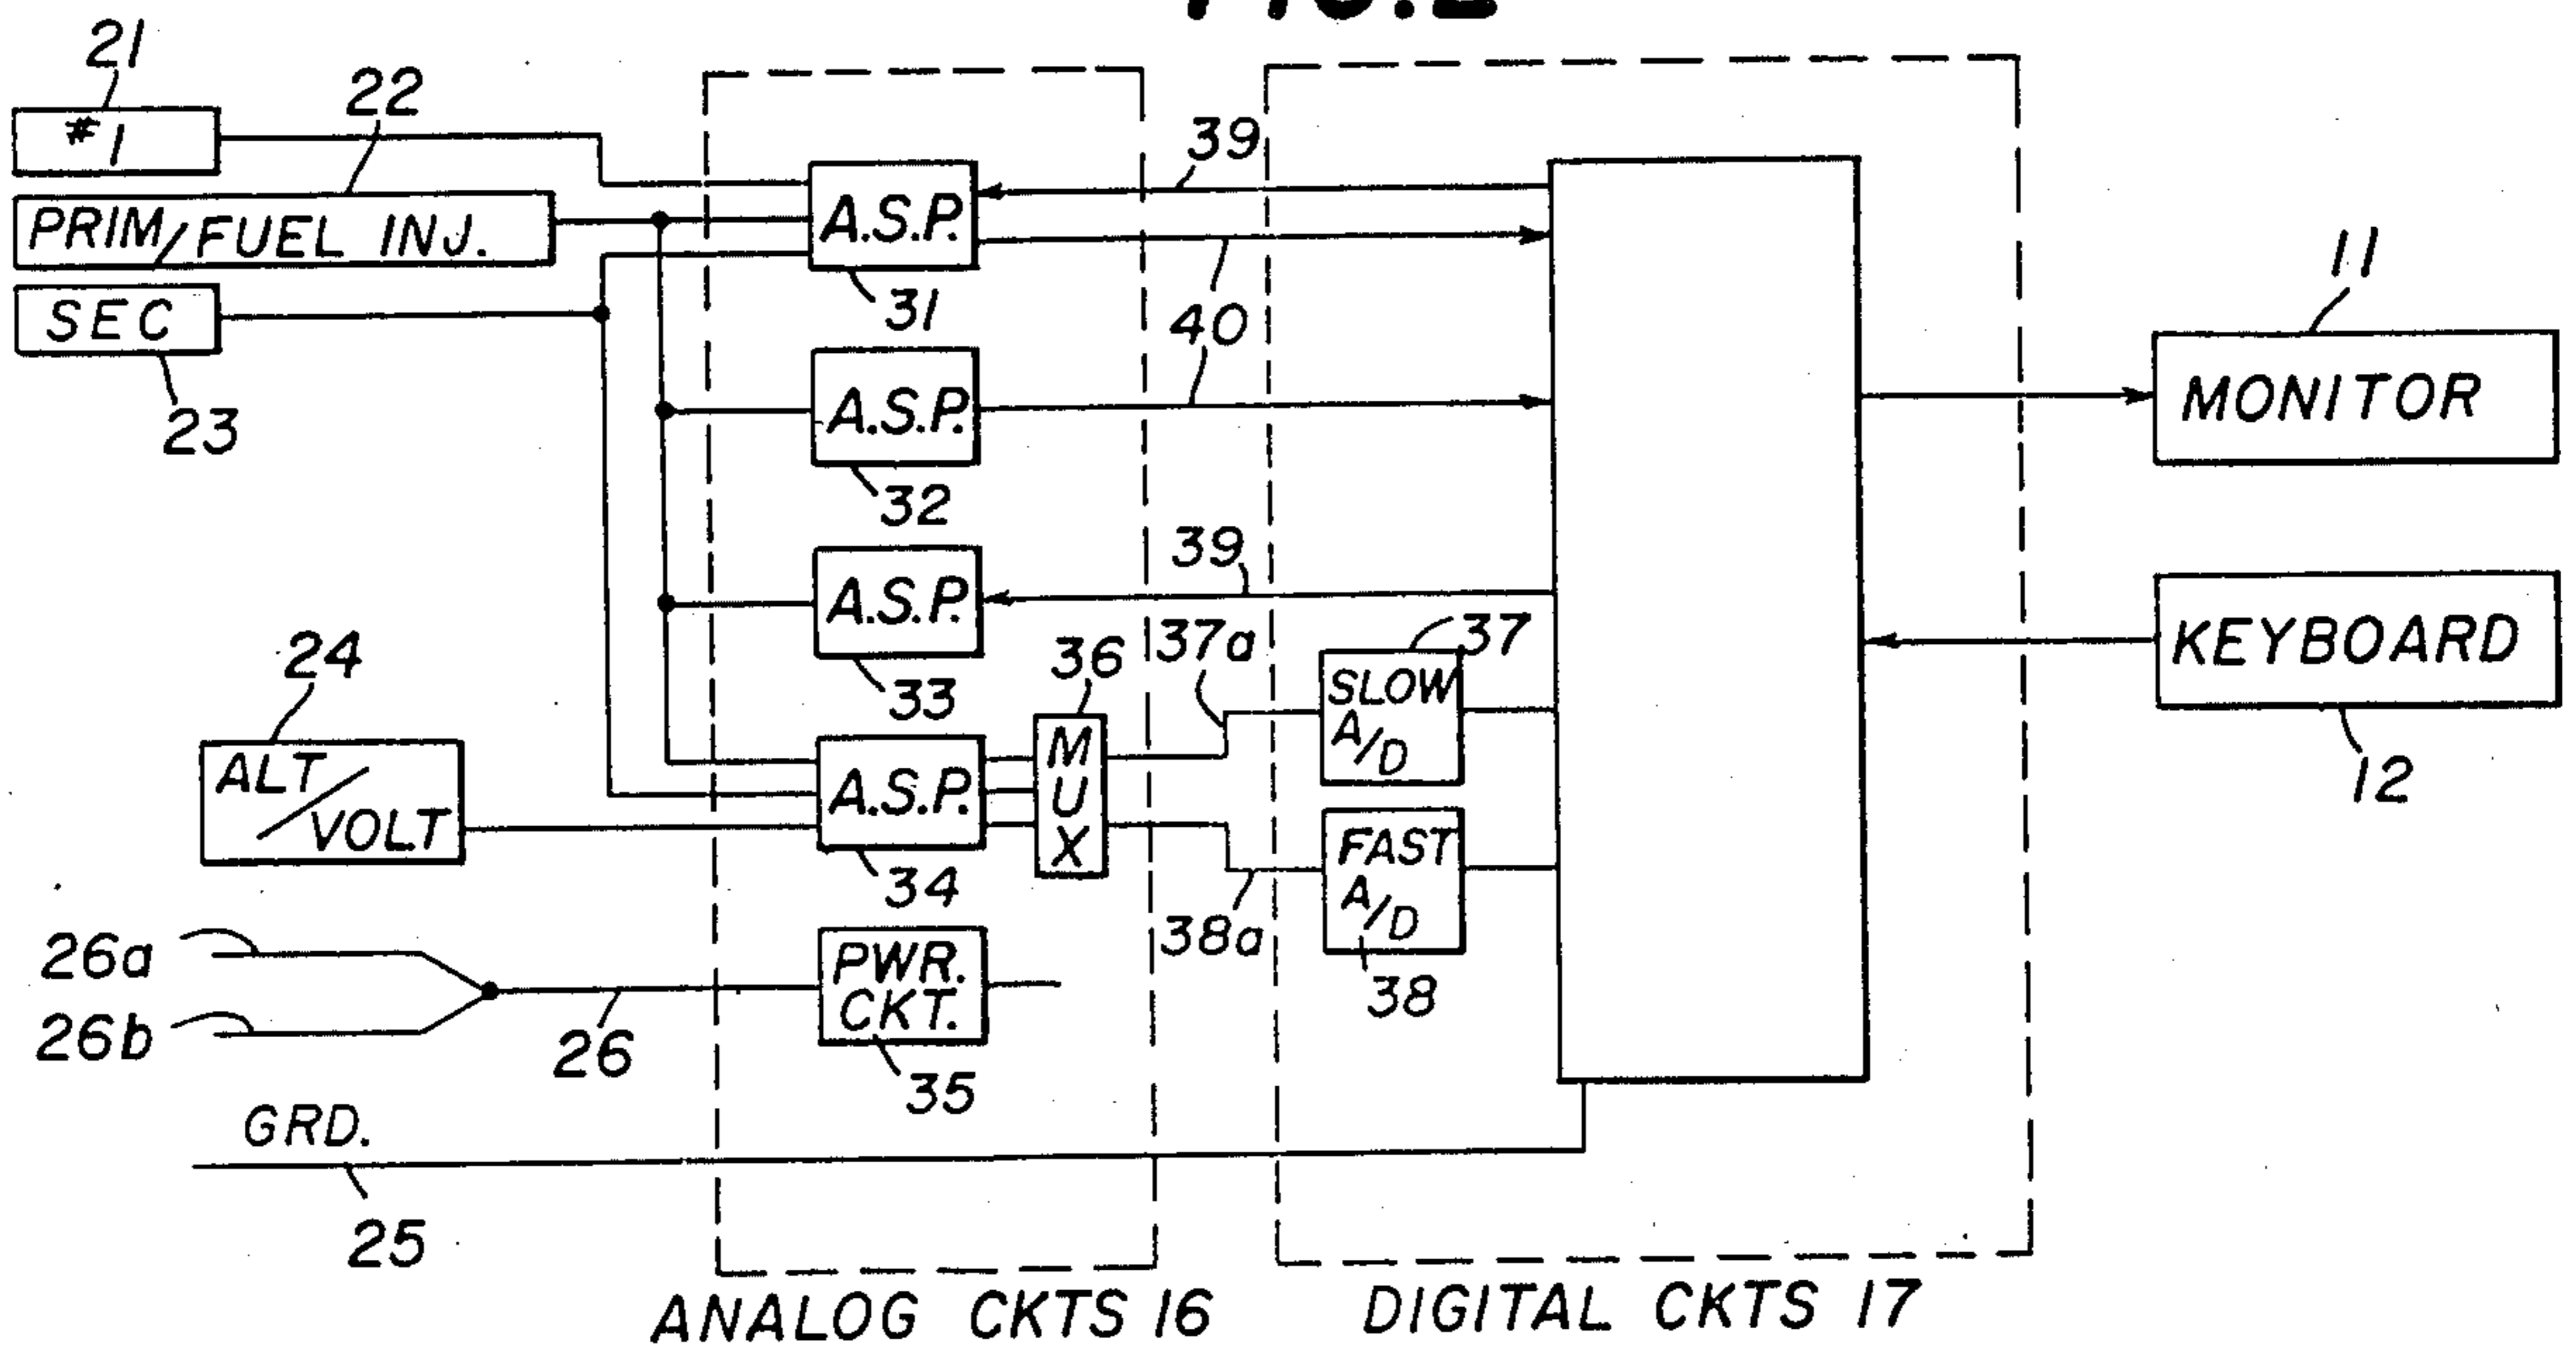 21
#1
22
PRIM/FUEL INJ.
SEC
23
A.S.P.
31
39
40
A.S.P.
32
A.S.P.
33
39
24
ALT/VOLT
A.S.P.
34
36
MUX
37a
37
SLOW
A/D
38a
FAST
A/D
38
26a
26b
26
PWR.
CKT.
35
GRD.
25
11
MONITOR
KEYBOARD
12
ANALOG CKTS 16
DIGITAL CKTS 17